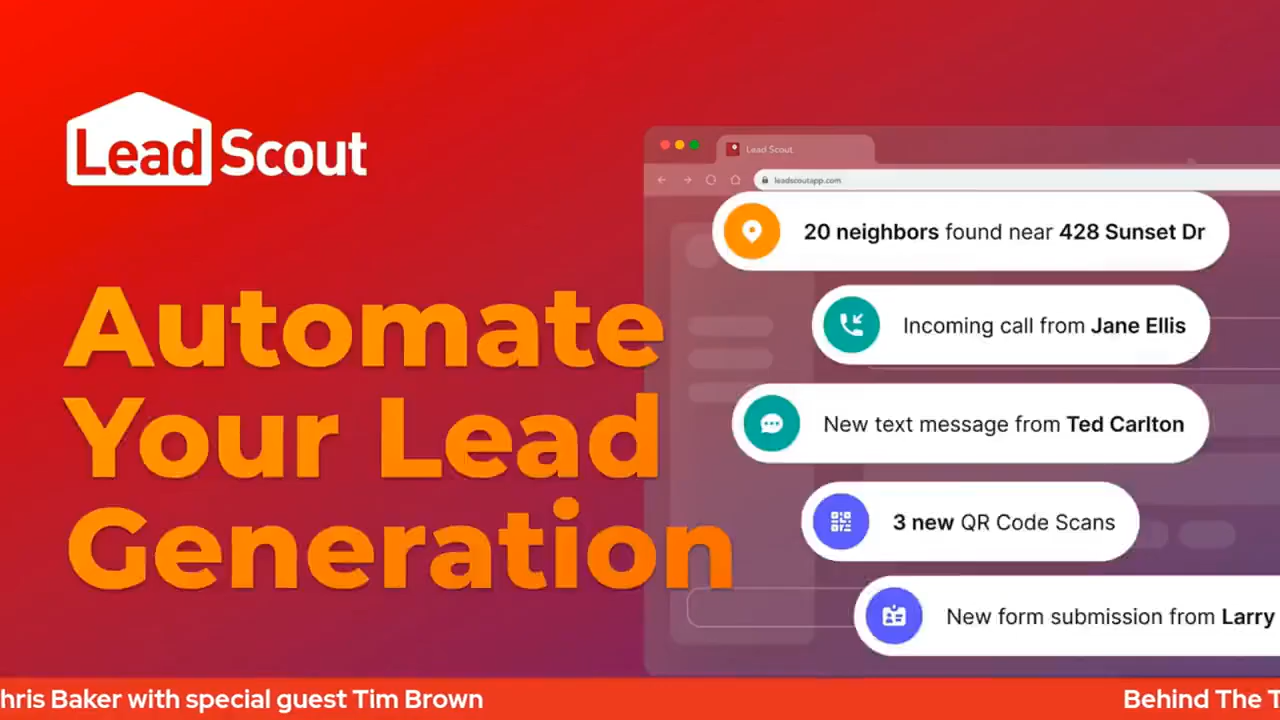 Lead Scout
Lead Scout
leadscoutapp.com
20 neighbors found near 428 Sunset Dr
Incoming call from Jane Ellis
Automate
Your Lead
Generation
New text message from Ted Carlton
3 new QR Code Scans
New form submission from Larry
hris Baker with special guest Tim Brown
Behind The T